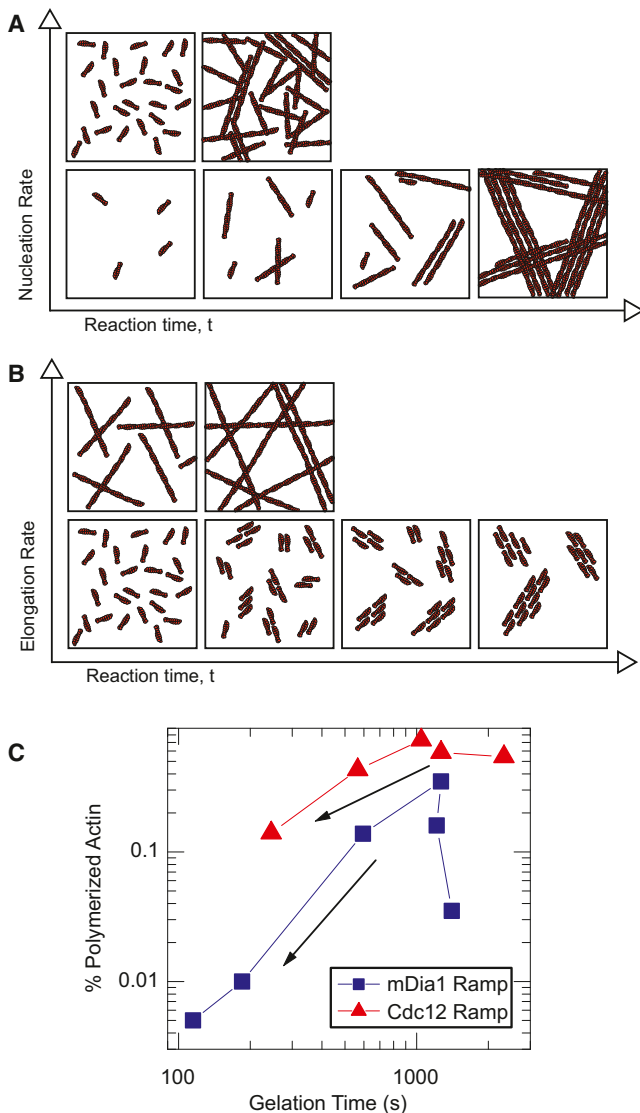 A
Nucleation Rate
Reaction time, t
B
Elongation Rate
Reaction time, t
C
% Polymerized Actin
0.1
0.01
mDia1 Ramp
Cdc12 Ramp
100
1000
Gelation Time (s)